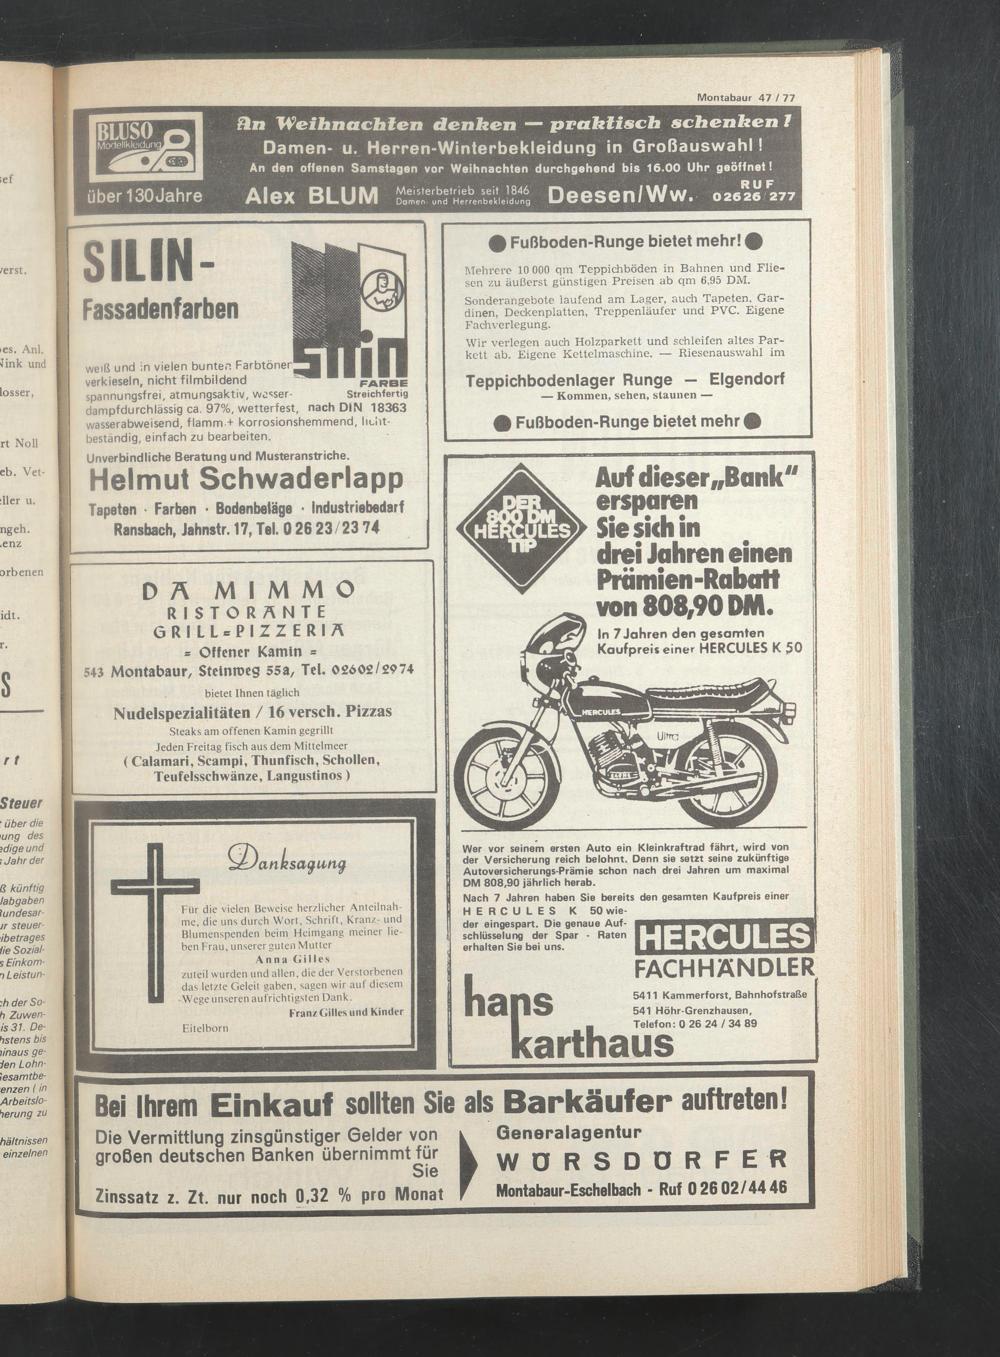 Montabaur 47 / 77
BLUSO
Modellkleidung
über 130 Jahre
An Weihnachten denken — praktisch schenken!
Damen- u. Herren-Winterbekleidung in Großauswahl!
An den offenen Samstagen vor Weihnachten durchgehend bis 16.00 Uhr geöffnet!
Alex BLUM
Meisterbetrieb seit 1846
Damen- und Herrenbekleidung
Deesen/Ww.
RUF
02626 277
SILIN-
Fassadenfarben
silin
FARBE
Streichfertig
nach DIN 18363
weiß und in vielen bunten Farbtönen
verkieseln, nicht filmbildend
spannungsfrei, atmungsaktiv, wasser-
dampfdurchlässig ca. 97%, wetterfest,
wasserabweisend, flamm.+ korrosionshemmend, licht-
beständig, einfach zu bearbeiten.
Unverbindliche Beratung und Musteranstriche.
Helmut Schwaderlapp
Tapeten · Farben · Bodenbeläge · Industriebedarf
Ransbach, Jahnstr. 17, Tel. 0 26 23/23 74
DA MIMMO
RISTORANTE
GRILL=PIZZERIA
= Offener Kamin =
543 Montabaur, Steinweg 55a, Tel. 02602/2974
bietet Ihnen täglich
Nudelspezialitäten / 16 versch. Pizzas
Steaks am offenen Kamin gegrillt
Jeden Freitag fisch aus dem Mittelmeer
( Calamari, Scampi, Thunfisch, Schollen,
Teufelsschwänze, Langustinos )
Danksagung
Für die vielen Beweise herzlicher Anteilnah-
me, die uns durch Wort, Schrift, Kranz- und
Blumenspenden beim Heimgang meiner lie-
ben Frau, unserer guten Mutter
Anna Gilles
zuteil wurden und allen, die der Verstorbenen
das letzte Geleit gaben, sagen wir auf diesem
Wege unseren aufrichtigsten Dank.
Franz Gilles und Kinder
Eitelborn
Fußboden-Runge bietet mehr!
Mehrere 10 000 qm Teppichböden in Bahnen und Flie-
sen zu äußerst günstigen Preisen ab qm 6,95 DM.
Sonderangebote laufend am Lager, auch Tapeten, Gar-
dinen, Deckenplatten, Treppenläufer und PVC. Eigene
Fachverlegung.
Wir verlegen auch Holzparkett und schleifen altes Par-
kett ab. Eigene Kettelmaschine. — Riesenauswahl im
Teppichbodenlager Runge — Elgendorf
— Kommen, sehen, staunen —
Fußboden-Runge bietet mehr
DER
800 DM
HERCULES
TIP
Auf dieser „Bank“
ersparen
Sie sich in
drei Jahren einen
Prämien-Rabatt
von 808,90 DM.
In 7 Jahren den gesamten
Kaufpreis einer HERCULES K 50
HERCULES
Ultra
Wer vor seinem ersten Auto ein Kleinkraftrad fährt, wird von
der Versicherung reich belohnt. Denn sie setzt seine zukünftige
Autoversicherungs-Prämie schon nach drei Jahren um maximal
DM 808,90 jährlich herab.
Nach 7 Jahren haben Sie bereits den gesamten Kaufpreis einer
HERCULES K 50 wie-
der eingespart. Die genaue Auf-
schlüsselung der Spar - Raten
erhalten Sie bei uns.
HERCULES
FACHHÄNDLER
hans
karthaus
5411 Kammerforst, Bahnhofstraße
541 Höhr-Grenzhausen,
Telefon: 0 26 24 / 34 89
Bei Ihrem Einkauf sollten Sie als Barkäufer auftreten!
Die Vermittlung zinsgünstiger Gelder von
großen deutschen Banken übernimmt für
Sie
Zinssatz z. Zt. nur noch 0,32 % pro Monat
Generalagentur
WÖRSDÖRFER
Montabaur-Eschelbach - Ruf 0 26 02/44 46